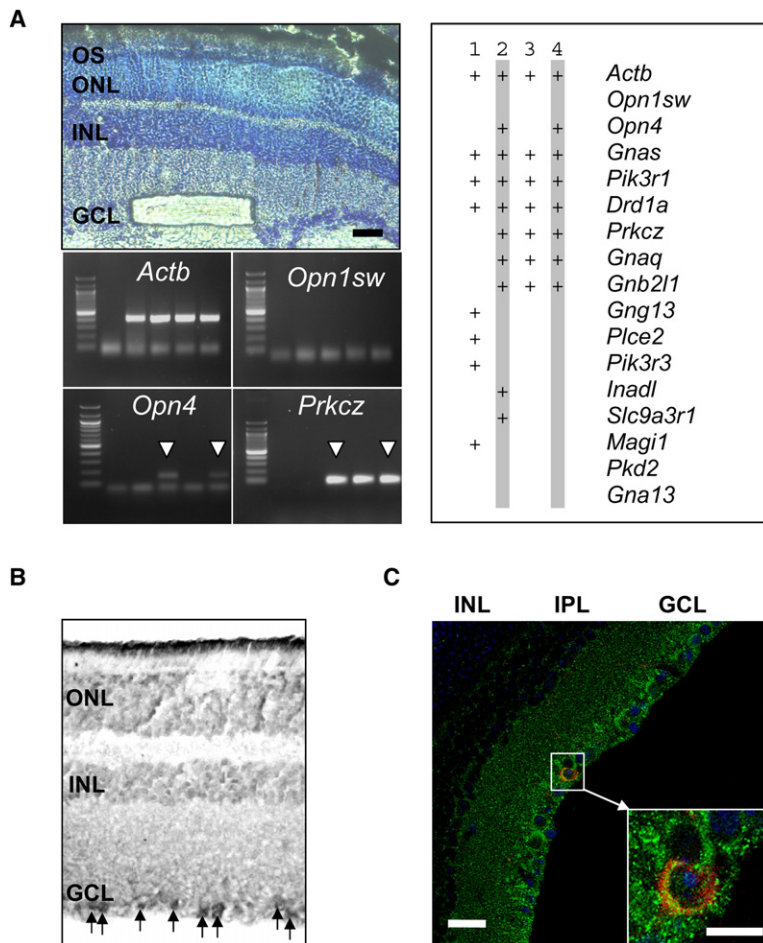 A
OS
ONL
INL
GCL
Actb
Opn1sw
Opn4
Prkcz
1 2 3 4
+ + + + Actb
Opn1sw
+ + Opn4
+ + + + Gnas
+ + + + Pik3r1
+ + + + Drd1a
+ + + Prkcz
+ + + Gnaq
+ + + Gnb2l1
+ Gng13
+ Plce2
+ Pik3r3
+ Inadl
+ Slc9a3r1
+ Magi1
Pkd2
Gna13
B
ONL
INL
GCL
C
INL IPL GCL